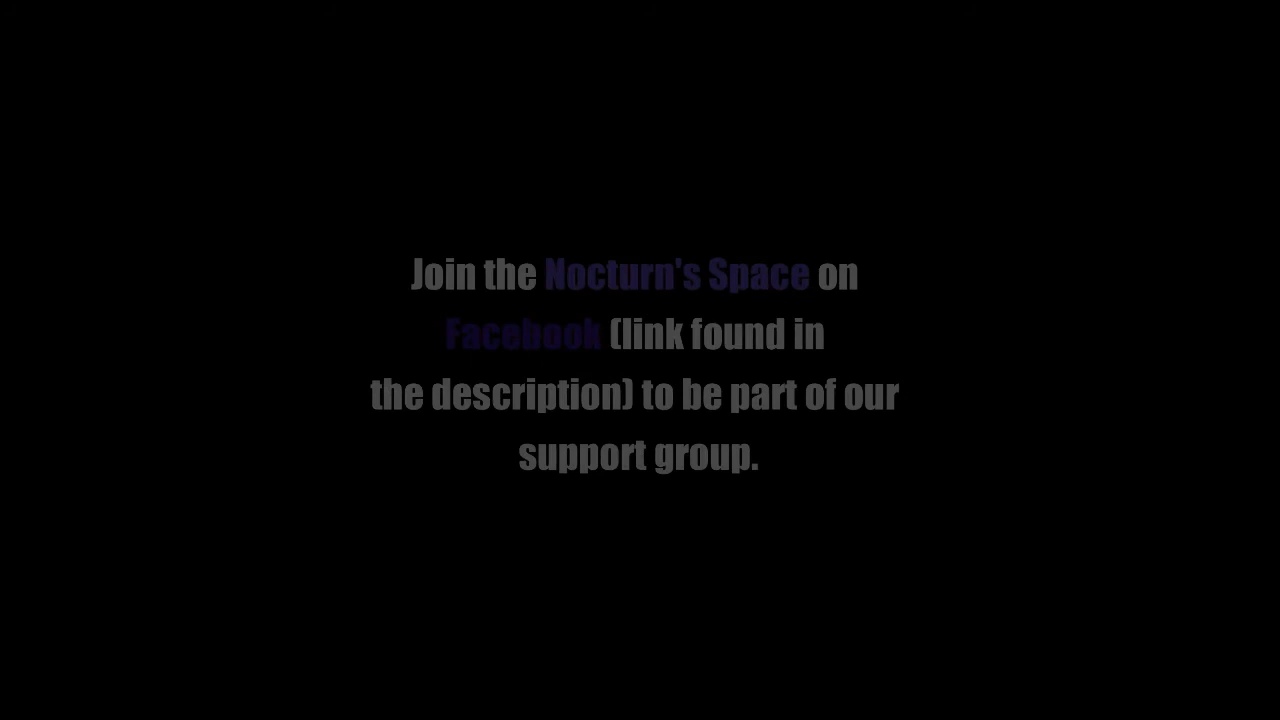 Join the Nocturn's Space on
Facebook (link found in
the description) to be part of our
support group.